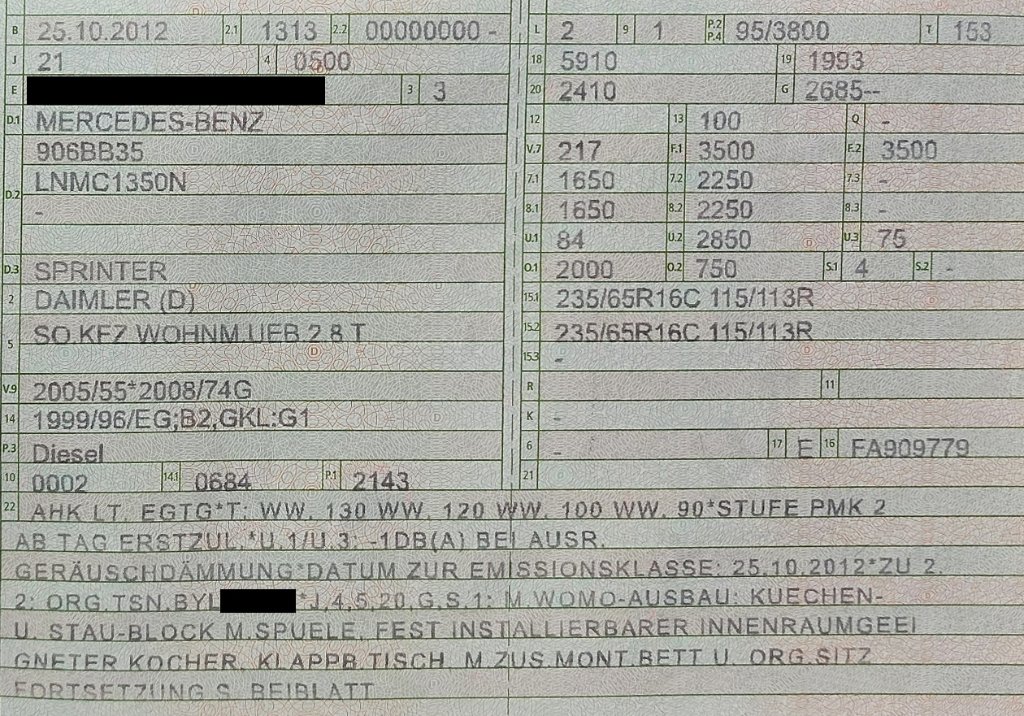 B 25.10.2012 2.1 1313 2.2 00000000 -
J 21 4 0500
E 3 3
D.1 MERCEDES-BENZ
906BB35
D.2 LNMC1350N
-
D.3 SPRINTER
2 DAIMLER (D)
5 SO.KFZ WOHNM.UEB 2,8 T
V.9 2005/55*2008/74G
14 1999/96/EG;B2,GKL:G1
P.3 Diesel
10 0002 14.1 0684 P.1 2143
L 2 9 1 P.2 P.4 95/3800 T 153
18 5910 19 1993
20 2410 G 2685--
12 13 100 Q -
V.7 217 F.1 3500 F.2 3500
7.1 1650 7.2 2250 7.3 -
8.1 1650 8.2 2250 8.3 -
U.1 84 U.2 2850 U.3 75
O.1 2000 O.2 750 S.1 4 S.2 -
15.1 235/65R16C 115/113R
15.2 235/65R16C 115/113R
15.3 -
R 11
K -
6 - 17 E 16 FA909779
21
22 AHK LT. EGTG*T: WW. 130 WW. 120 WW. 100 WW. 90*STUFE PMK 2
AB TAG ERSTZUL.*U.1/U.3: -1DB(A) BEI AUSR.
GERÄUSCHDÄMMUNG*DATUM ZUR EMISSIONSKLASSE: 25.10.2012*ZU 2.
2: ORG.TSN.BYL *J,4,5,20,G,S.1: M.WOMO-AUSBAU: KUECHEN-
U. STAU-BLOCK M.SPUELE, FEST INSTALLIERBARER INNENRAUMGEEI
GNETER KOCHER, KLAPPB.TISCH, M.ZUS.MONT.BETT U. ORG.SITZ
FORTSETZUNG S. BEIBLATT